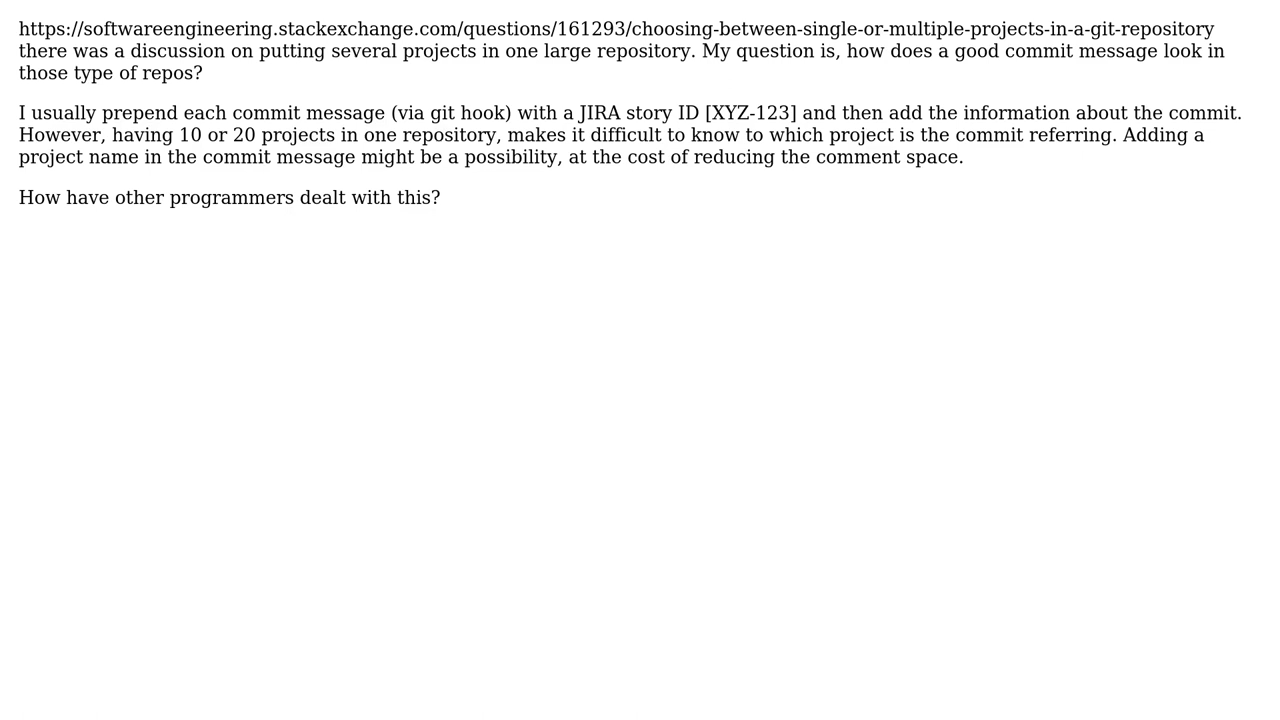 https://softwareengineering.stackexchange.com/questions/161293/choosing-between-single-or-multiple-projects-in-a-git-repository
there was a discussion on putting several projects in one large repository. My question is, how does a good commit message look in
those type of repos?
I usually prepend each commit message (via git hook) with a JIRA story ID [XYZ-123] and then add the information about the commit.
However, having 10 or 20 projects in one repository, makes it difficult to know to which project is the commit referring. Adding a
project name in the commit message might be a possibility, at the cost of reducing the comment space.
How have other programmers dealt with this?